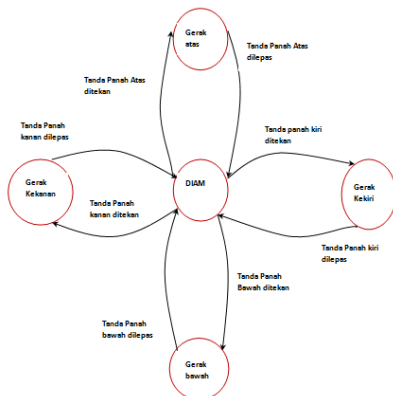 Gerak
atas
Tanda Panah Atas
dilepas
Tanda Panah Atas
ditekan
Tanda Panah
kanan dilepas
Tanda panah kiri
ditekan
Gerak
Kekanan
DIAM
Gerak
Kekiri
Tanda Panah
kanan ditekan
Tanda Panah kiri
dilepas
Tanda Panah
Bawah ditekan
Tanda Panah
bawah dilepas
Gerak
bawah